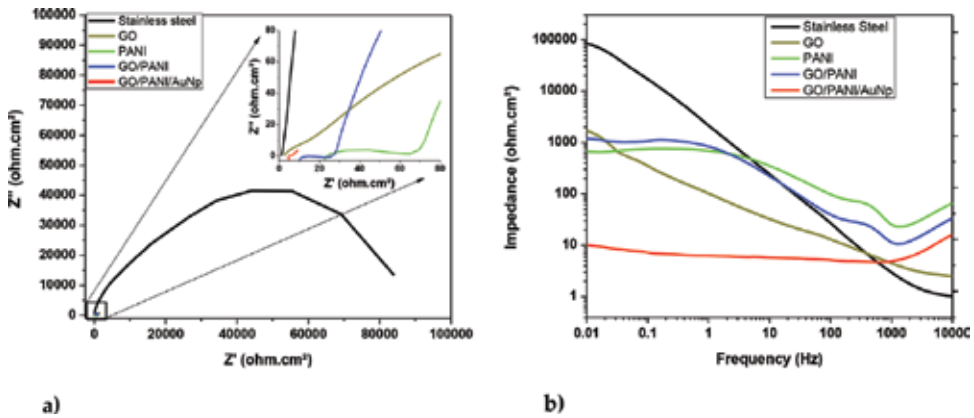 100000
90000
80000
70000
60000
50000
40000
30000
20000
10000
0
Z'' (ohm.cm²)
Stainless steel
GO
PANI
GO/PANI
GO/PANI/AuNp
80
60
40
20
0
Z'' (ohm.cm²)
0 20 40 60 80
Z' (ohm.cm²)
0 20000 40000 60000 80000 100000
Z' (ohm.cm²)
a)
100000
10000
1000
100
10
1
Impedance (ohm.cm²)
Stainless Steel
GO
PANI
GO/PANI
GO/PANI/AuNp
0.01 0.1 1 10 100 1000 10000
Frequency (Hz)
b)